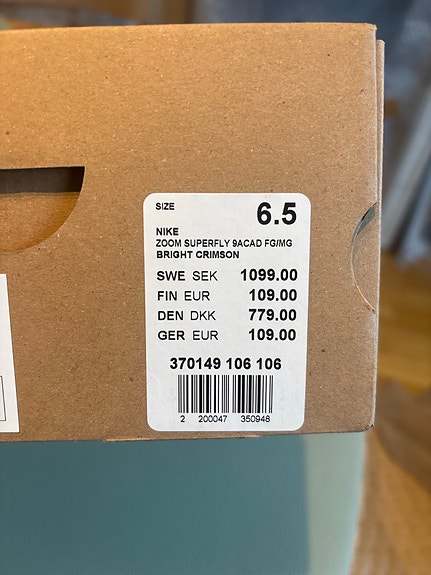 SIZE 6.5
NIKE
ZOOM SUPERFLY 9ACAD FG/MG
BRIGHT CRIMSON
SWE SEK 1099.00
FIN EUR 109.00
DEN DKK 779.00
GER EUR 109.00
370149 106 106
2 200047 350948